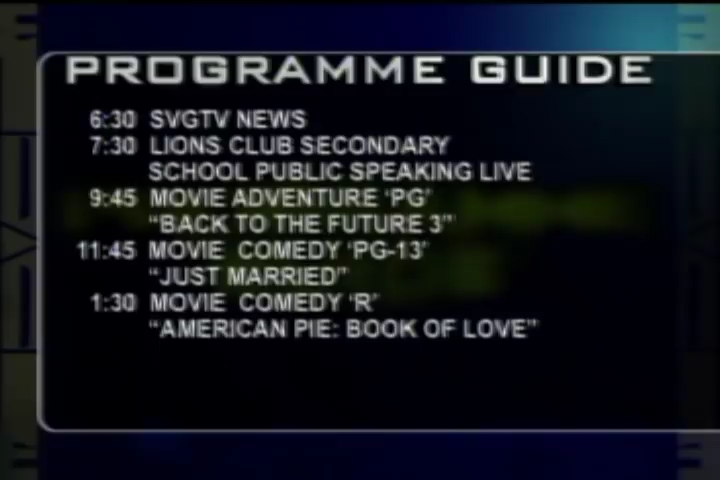 PROGRAMME GUIDE
6:30 SVGTV NEWS
7:30 LIONS CLUB SECONDARY
SCHOOL PUBLIC SPEAKING LIVE
9:45 MOVIE ADVENTURE ‘PG’
“BACK TO THE FUTURE 3”
11:45 MOVIE COMEDY ‘PG-13’
“JUST MARRIED”
1:30 MOVIE COMEDY ‘R’
“AMERICAN PIE: BOOK OF LOVE”